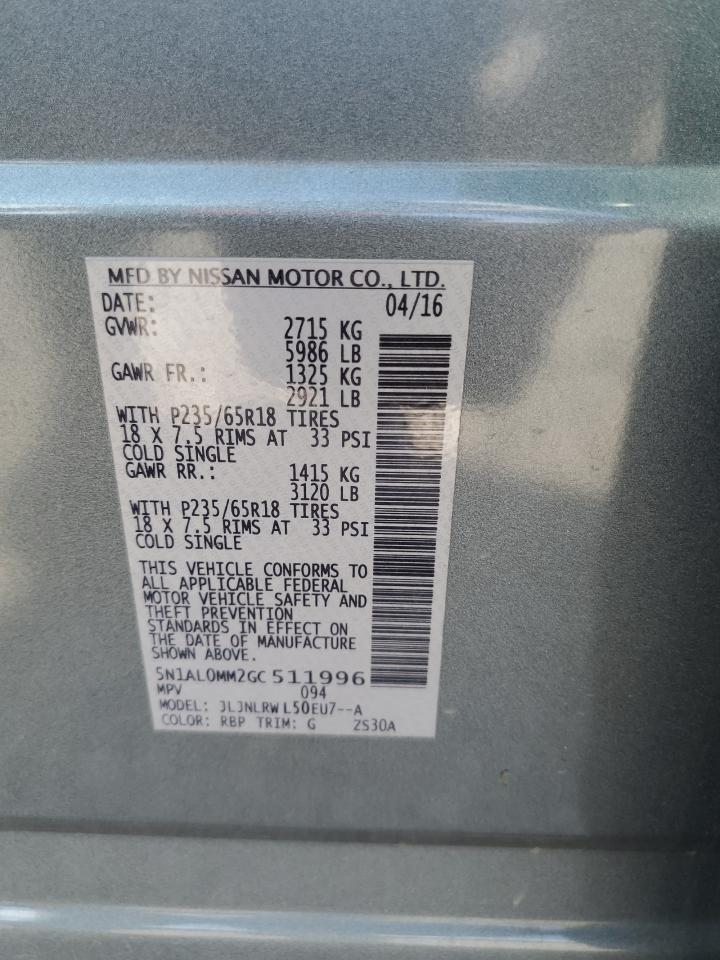 MFD BY NISSAN MOTOR CO., LTD.
DATE: 04/16
GVWR: 2715 KG
5986 LB
GAWR FR.: 1325 KG
2921 LB
WITH P235/65R18 TIRES
18 X 7.5 RIMS AT 33 PSI
COLD SINGLE
GAWR RR.: 1415 KG
3120 LB
WITH P235/65R18 TIRES
18 X 7.5 RIMS AT 33 PSI
COLD SINGLE
THIS VEHICLE CONFORMS TO
ALL APPLICABLE FEDERAL
MOTOR VEHICLE SAFETY AND
THEFT PREVENTION
STANDARDS IN EFFECT ON
THE DATE OF MANUFACTURE
SHOWN ABOVE.
5N1AL0MM2GC 511996
MPV 094
MODEL: JLJNLRW L50EU7--A
COLOR: RBP TRIM: G 2S30A